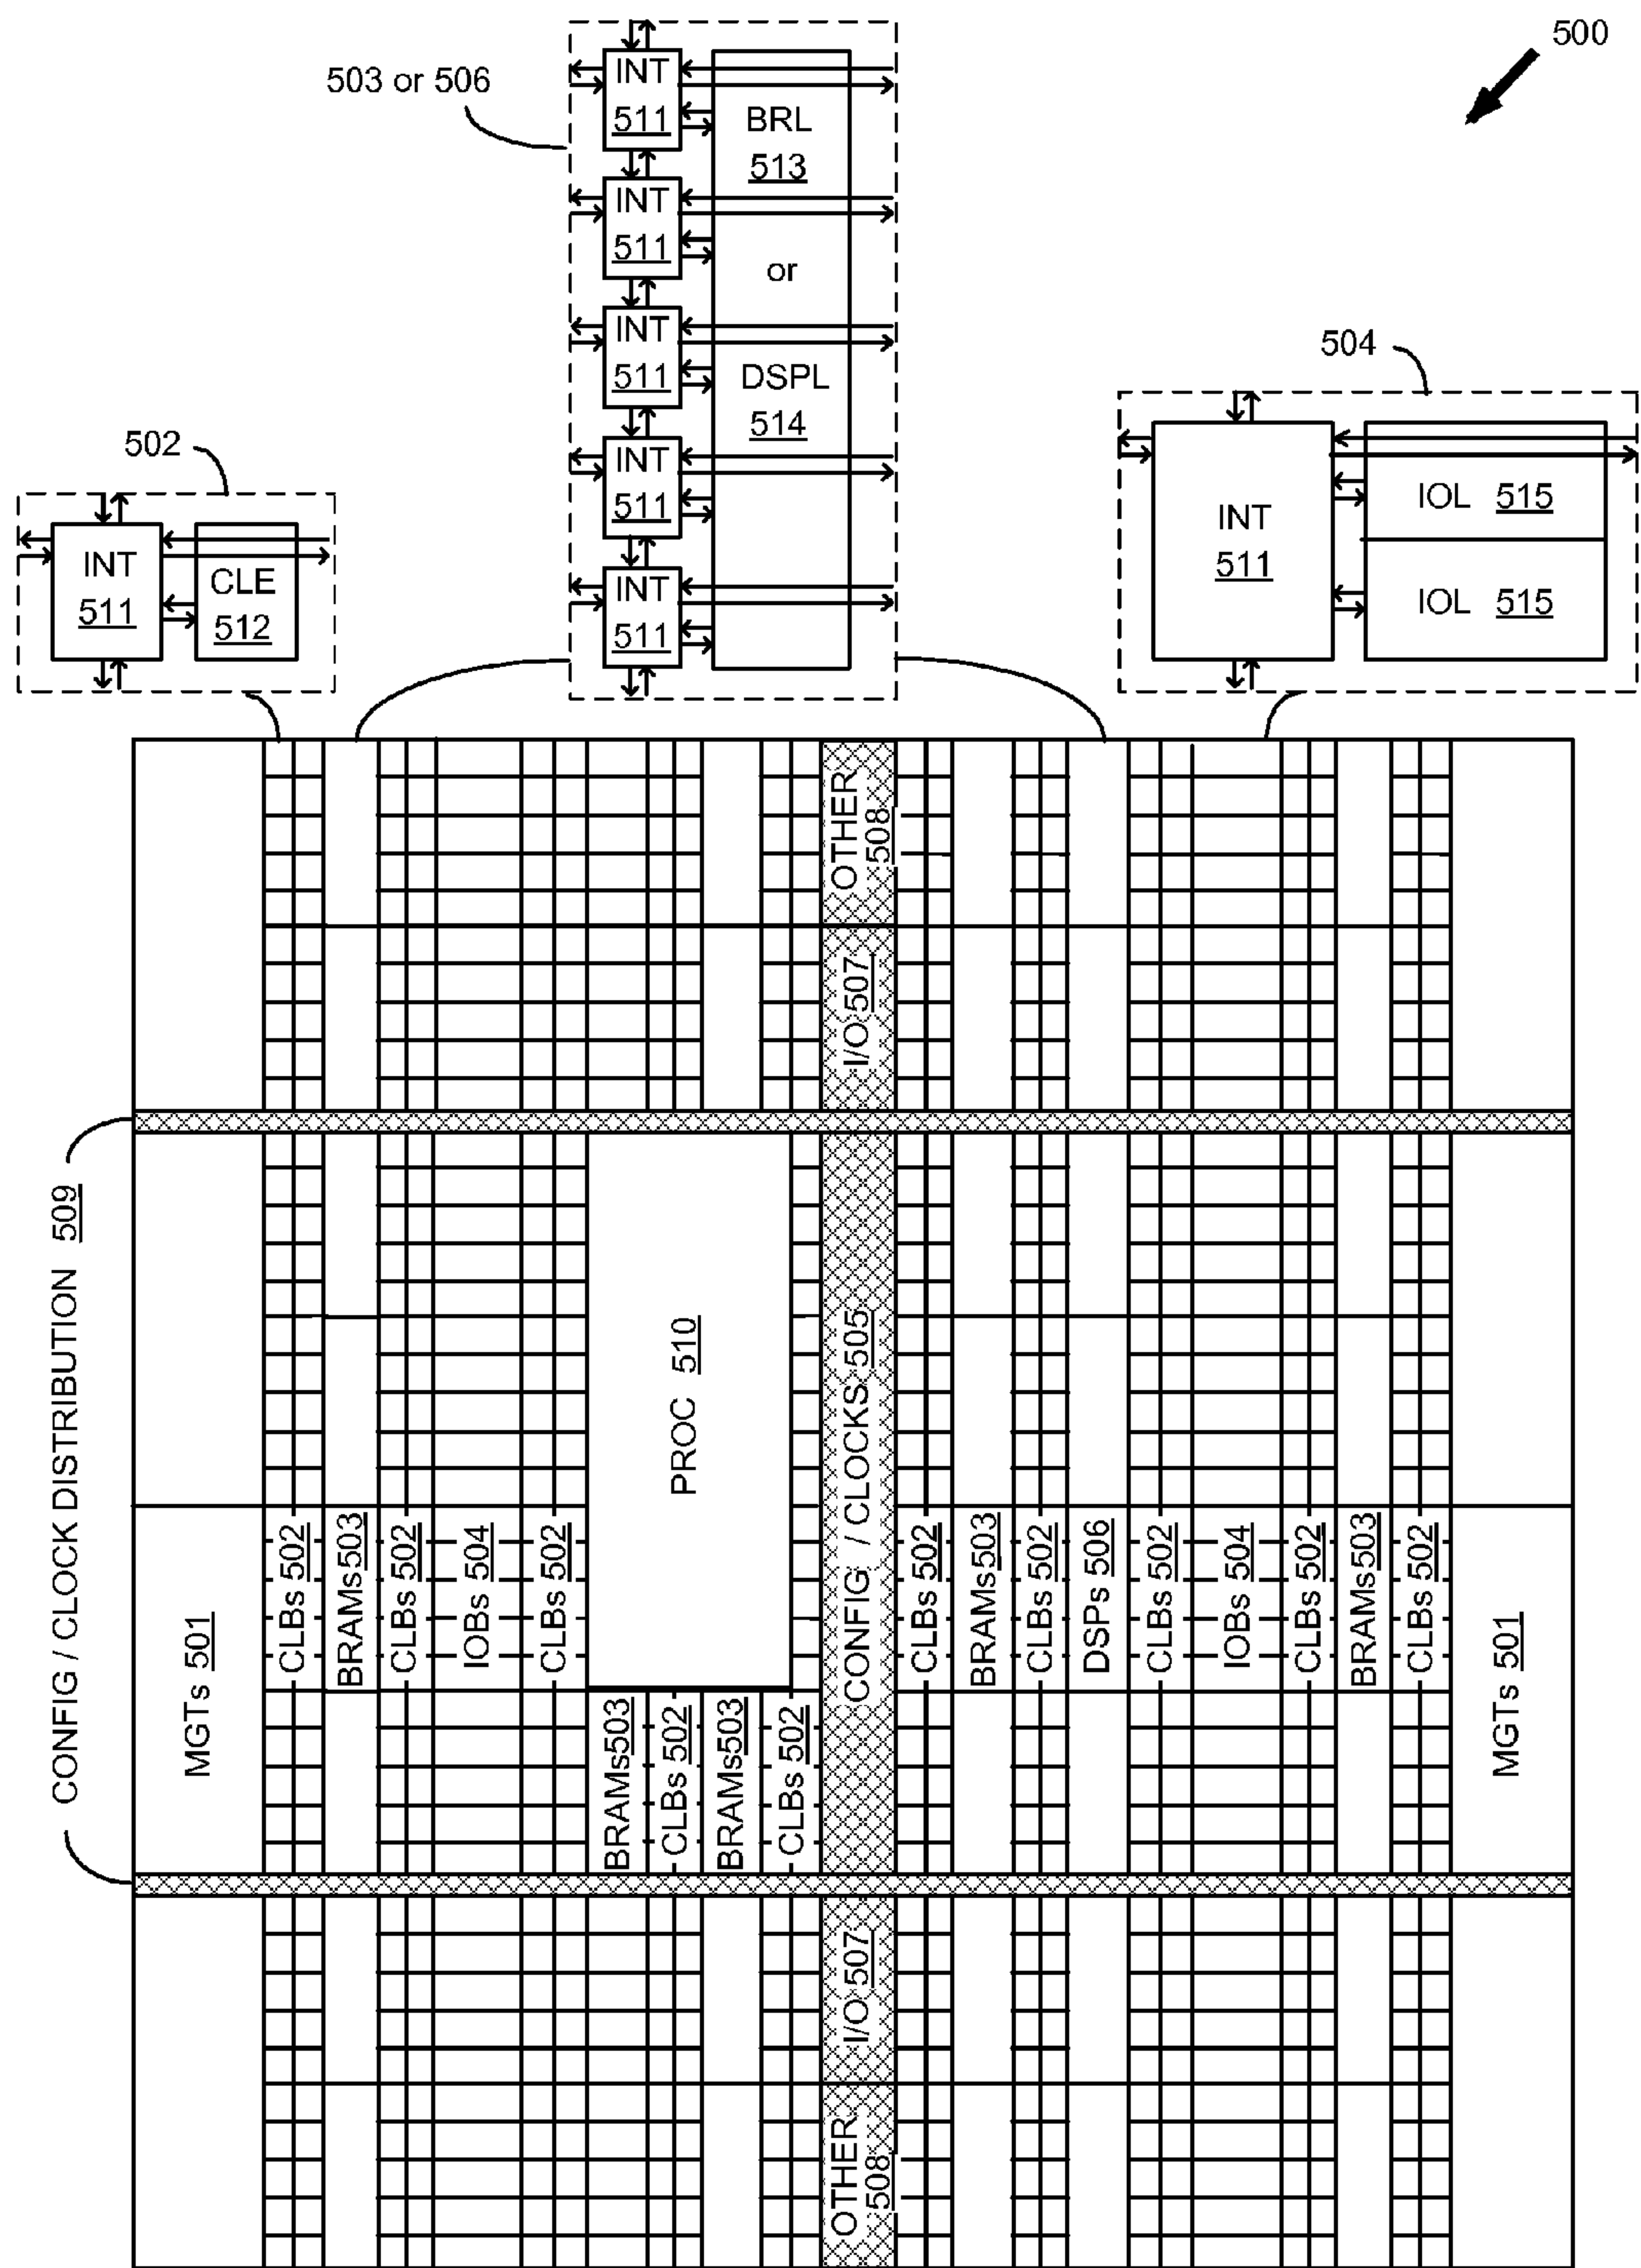 500
503 or 506
INT
511
INT
511
INT
511
INT
511
INT
511
BRL
513
or
DSPL
514
504
INT
511
IOL 515
IOL 515
502
INT
511
CLE
512
OTHER
508
I/O 507
CONFIG / CLOCK DISTRIBUTION 509
PROC 510
CONFIG / CLOCKS 505
MGTs 501
CLBs 502
BRAMs 503
CLBs 502
IOBs 504
CLBs 502
BRAMs 503
CLBs 502
BRAMs 503
CLBs 502
CLBs 502
BRAMs 503
CLBs 502
DSPs 506
CLBs 502
IOBs 504
CLBs 502
BRAMs 503
CLBs 502
MGTs 501
I/O 507
OTHER
508